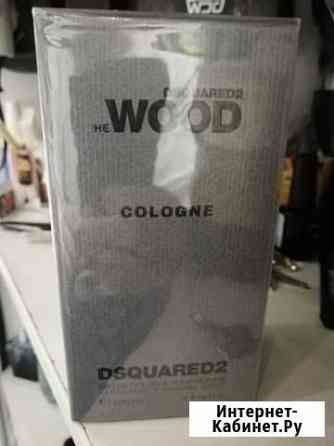 DSQUARED2
HE WOOD
COLOGNE
DSQUARED2
Интернет-
Кабинет.Ру